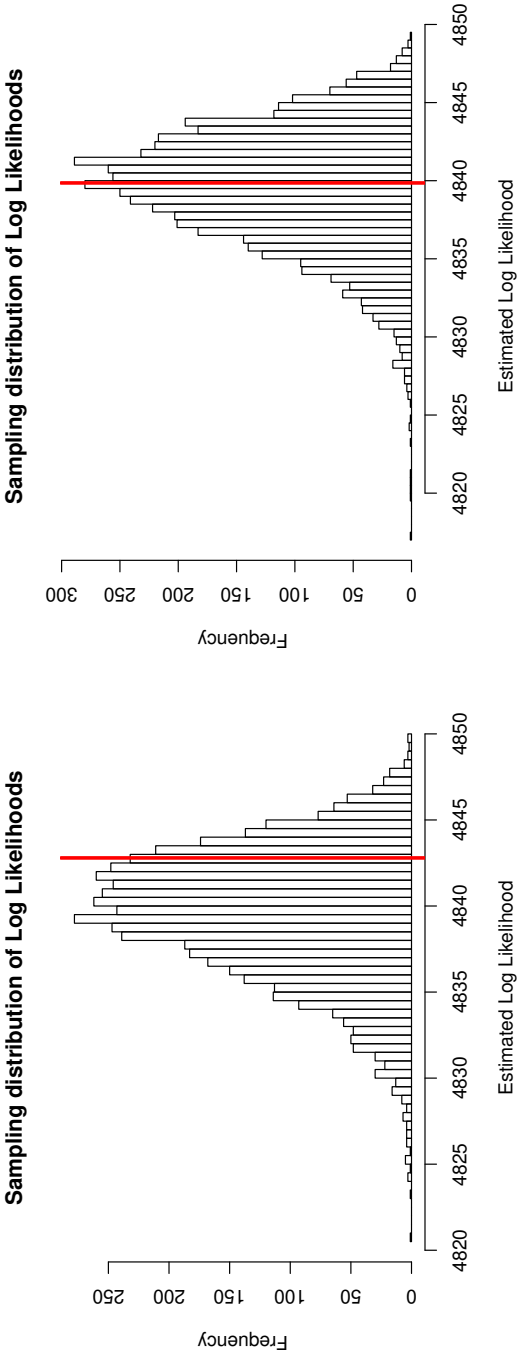 Sampling distribution of Log Likelihoods
Frequency
0 50 100 150 200 250
4820 4825 4830 4835 4840 4845 4850
Estimated Log Likelihood
Sampling distribution of Log Likelihoods
Frequency
0 50 100 150 200 250 300
4820 4825 4830 4835 4840 4845 4850
Estimated Log Likelihood